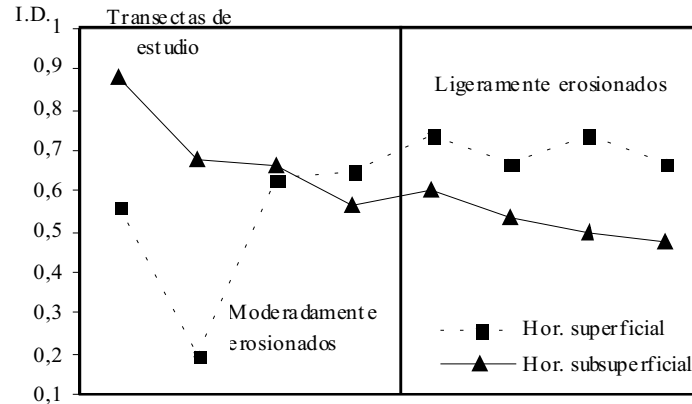 I.D.
Transectas de
estudio
Ligeramente erosionados
Moderadamente
erosionados
Hor. superficial
Hor. subsuperficial
1
0,9
0,8
0,7
0,6
0,5
0,4
0,3
0,2
0,1